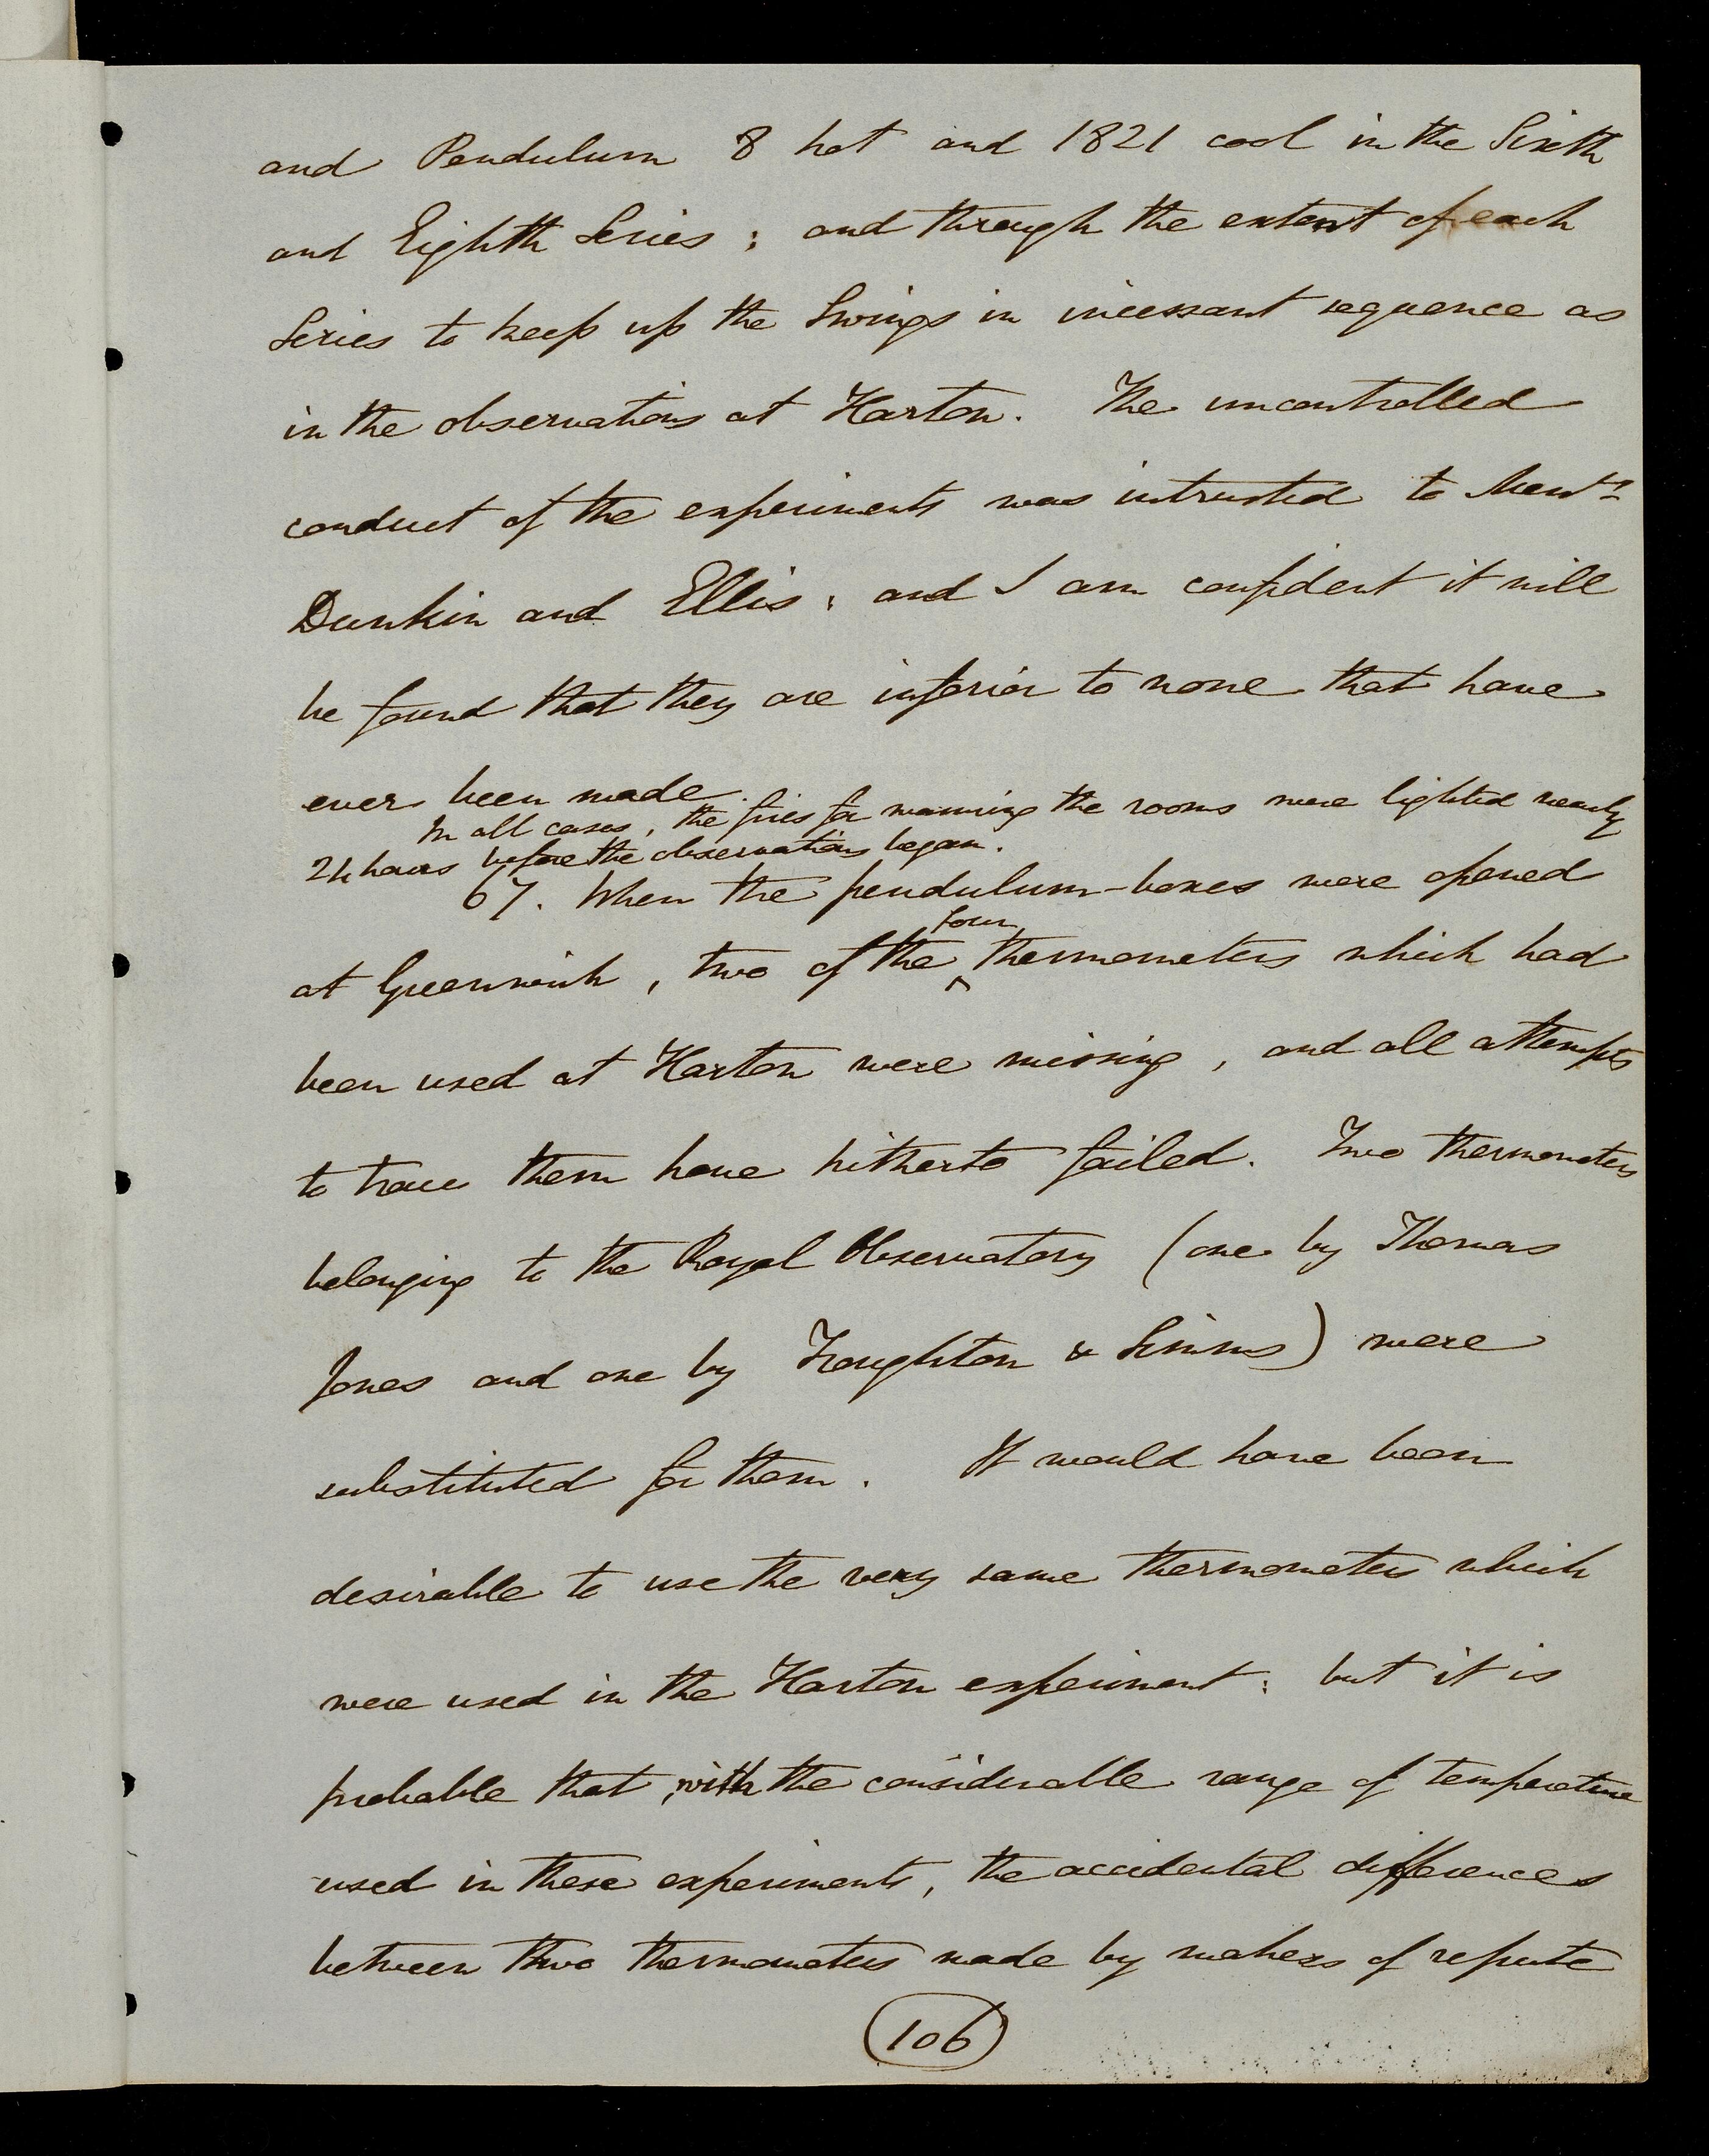 and Pendulum 8 hot and 1821 cool in the Sixth
and Eighth Series; and through the extent of each
Series to keep up the Swings in incessant sequence as
in the observations at Harton. The uncontrolled
conduct of the experiments was intrusted to Mess.rs
Dunkin and Ellis; and I am confident it will
be found that they are inferior to none that have
ever been made.
In all cases, the fires for warming the rooms were lighted nearly
24 hours before the observations began.
67. When the pendulum-boxes were opened
four
at Greenwich, two of the ^ thermometers which had
been used at Harton were missing, and all attempts
to trace them have hitherto failed. Two thermometers
belonging to the Royal Observatory (one by Thomas
Jones and one by Troughton & Simms) were
substituted for them. It would have been
desirable to use the very same thermometers which
were used in the Harton experiment: but it is
probable that, with the considerable range of temperature
used in these experiments, the accidental differences
between two thermometers made by makers of repute
106